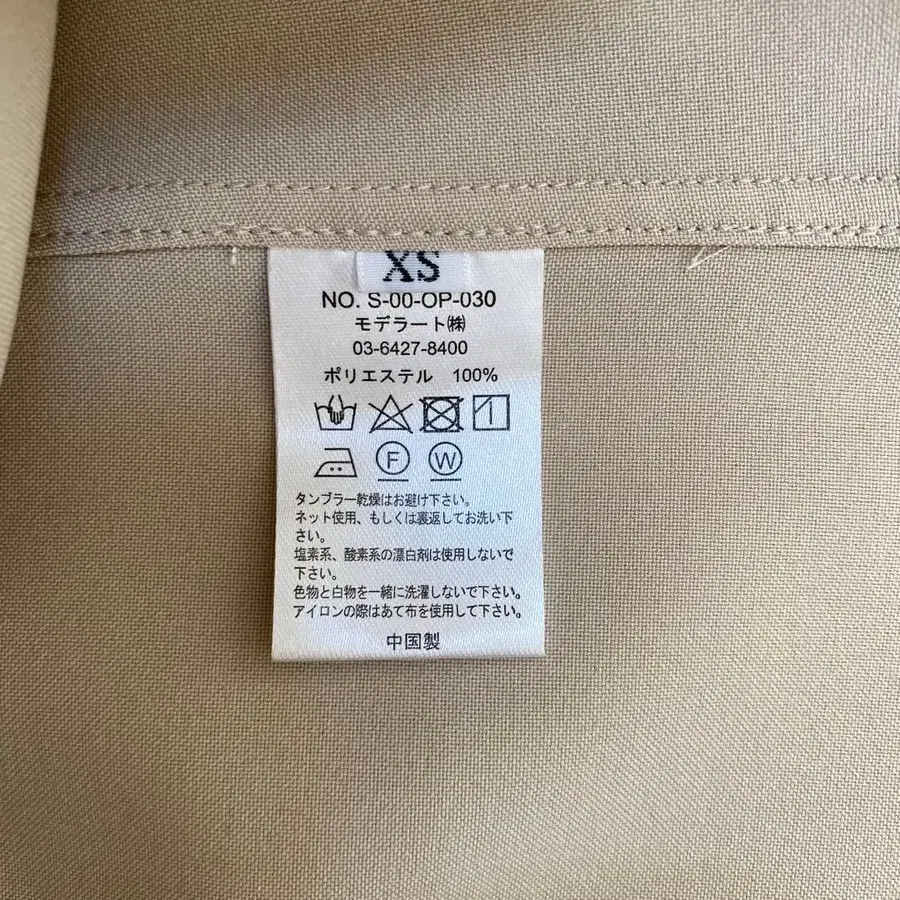 XS
NO. S-00-OP-030
モデラート㈱
03-6427-8400
ポリエステル 100%
F W
タンブラー乾燥はお避け下さい。
ネット使用、もしくは裏返してお洗い下
さい。
塩素系、酸素系の漂白剤は使用しないで
下さい。
色物と白物を一緒に洗濯しないで下さい。
アイロンの際はあて布を使用して下さい。
中国製